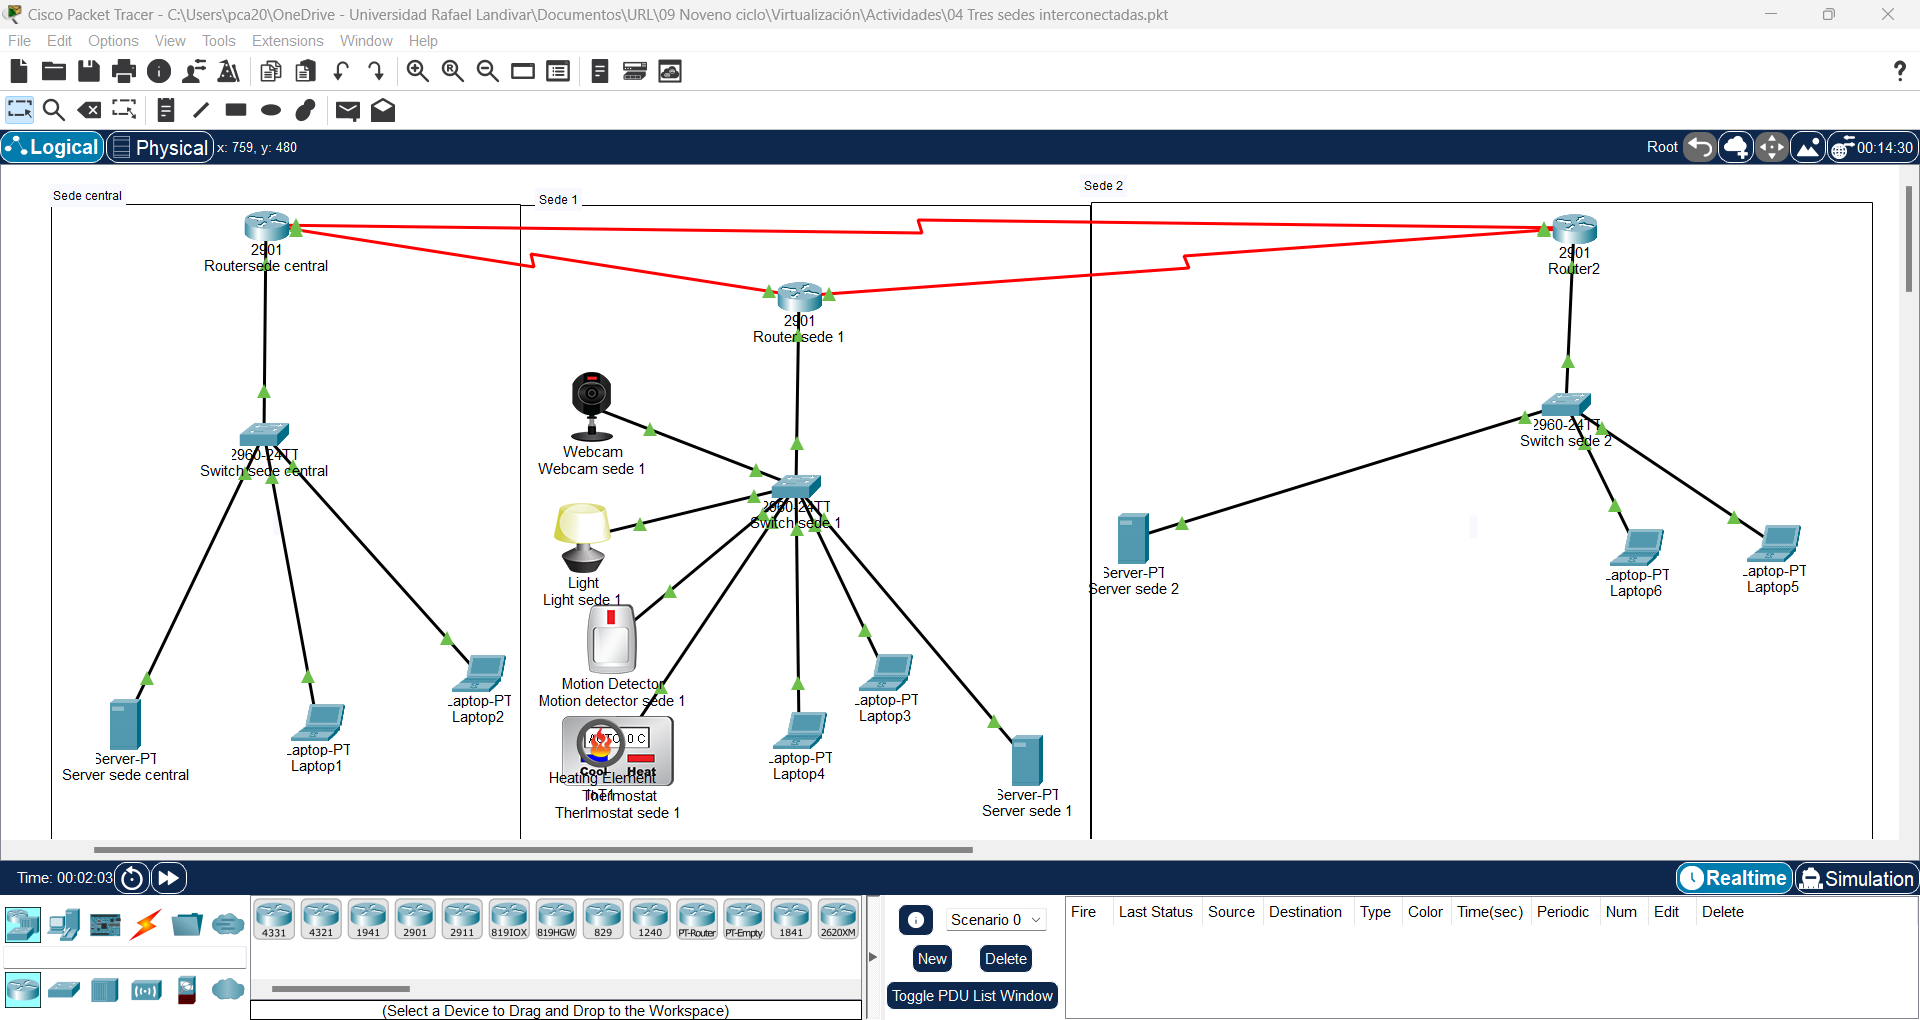 Cisco Packet Tracer - C:\Users\pca20\OneDrive - Universidad Rafael Landivar\Documentos\URL\09 Noveno ciclo\Virtualización\Actividades\04 Tres sedes interconectadas.pkt
File Edit Options View Tools Extensions Window Help
Logical Physical x: 759, y: 480 Root 00:14:30
Sede central
Sede 1
Sede 2
2901
Routersede central
2901
Router2
2901
Router sede 1
2960-24TT
Switch sede central
Webcam
Webcam sede 1
2960-24TT
Switch sede 1
2960-24TT
Switch sede 2
Light
Light sede 1
Motion Detector
Motion detector sede 1
AUTO 0 C
Cool Heat
Heating Element
IoT1
Thermostat
Therlmostat sede 1
Server-PT
Server sede central
Laptop-PT
Laptop1
Laptop-PT
Laptop2
Laptop-PT
Laptop4
Laptop-PT
Laptop3
Server-PT
Server sede 1
Server-PT
Server sede 2
Laptop-PT
Laptop6
Laptop-PT
Laptop5
Time: 00:02:03 Realtime Simulation
4331 4321 1941 2901 2911 819IOX 819HGW 829 1240 PT-Router PT-Empty 1841 2620XM
(Select a Device to Drag and Drop to the Workspace)
Scenario 0
New Delete
Toggle PDU List Window
Fire Last Status Source Destination Type Color Time(sec) Periodic Num Edit Delete